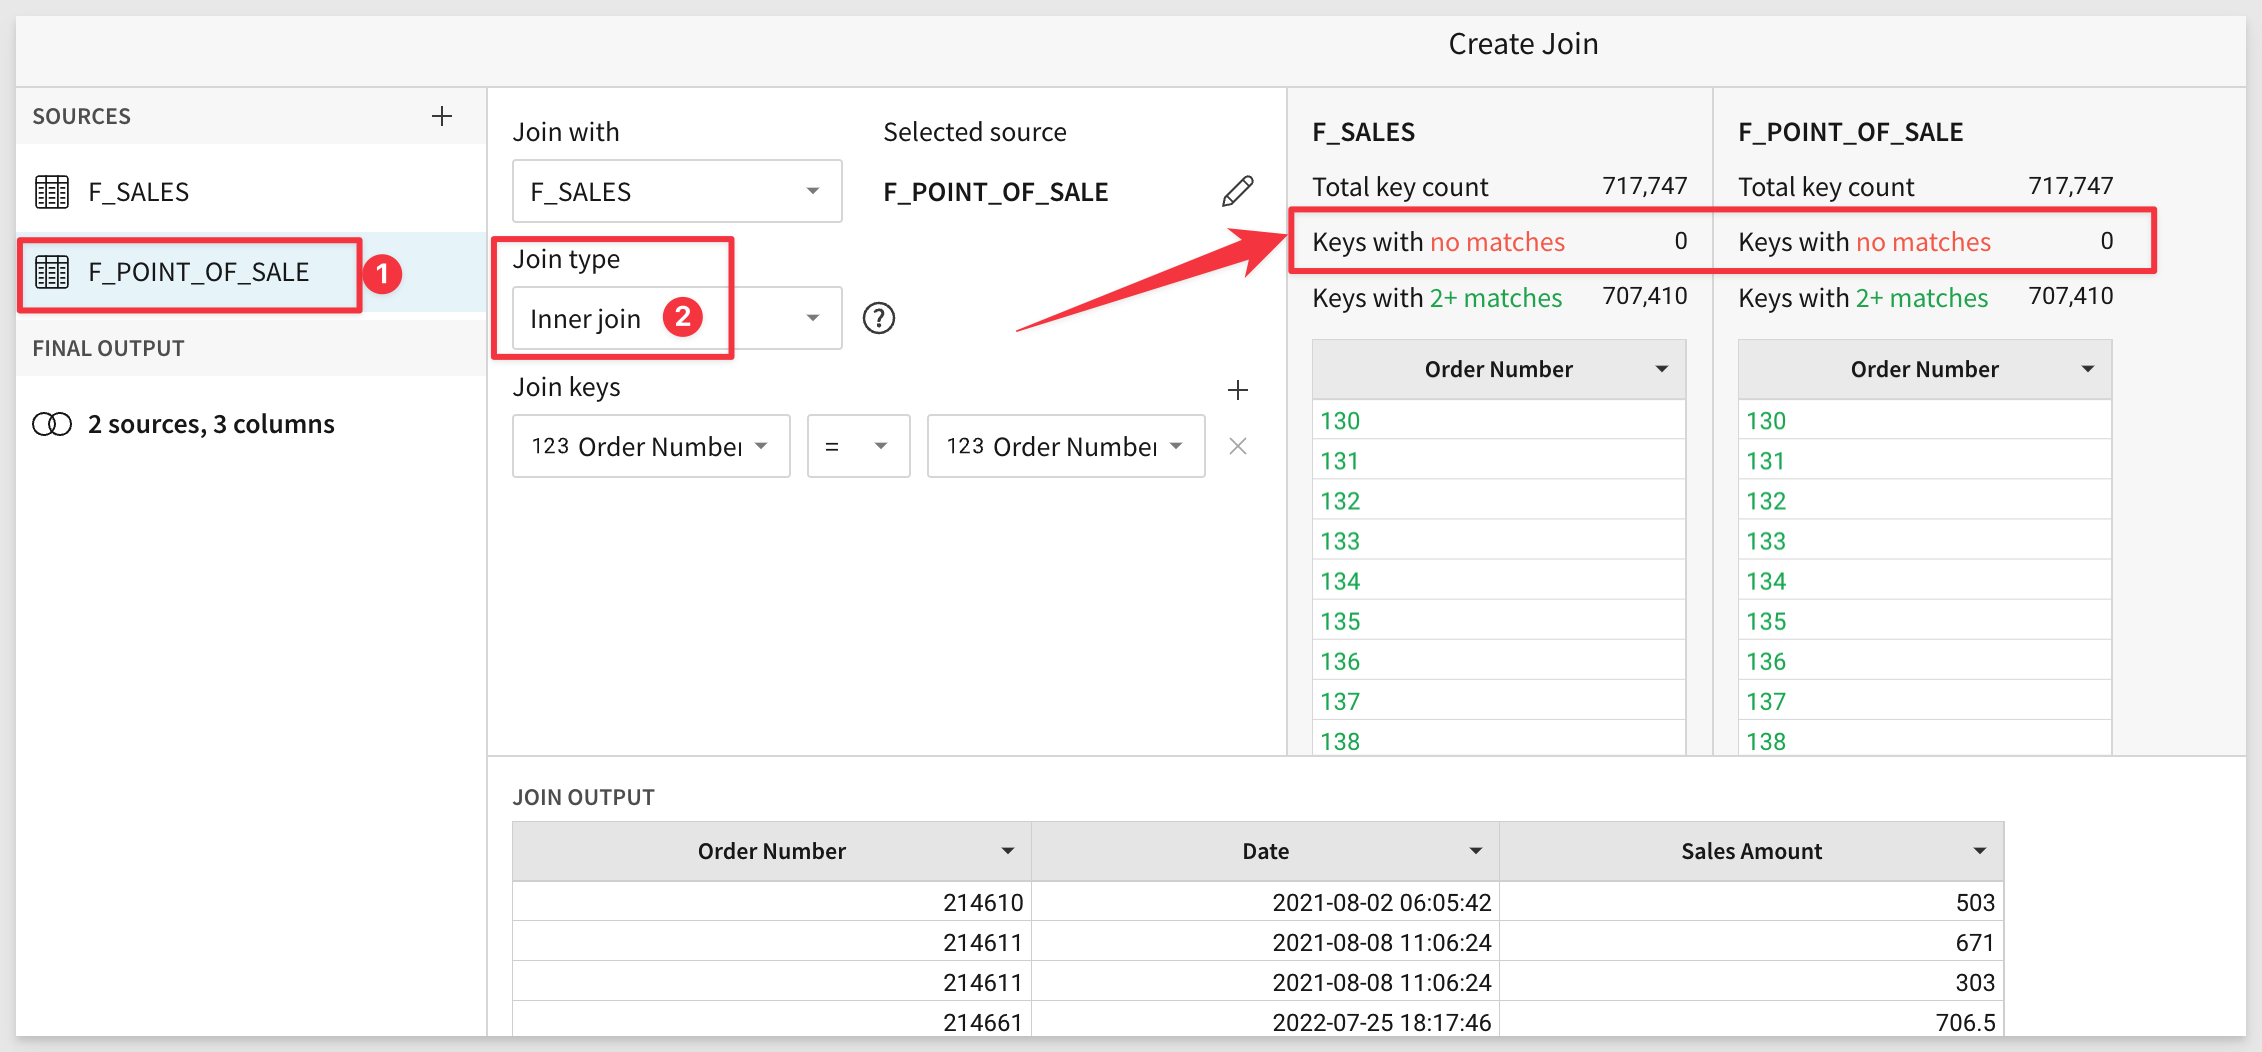 Create Join
SOURCES
F_SALES
F_POINT_OF_SALE
1
FINAL OUTPUT
2 sources, 3 columns
Join with
F_SALES
Selected source
F_POINT_OF_SALE
Join type
Inner join
2
?
Join keys
123 Order Number
=
123 Order Number
F_SALES
Total key count 717,747
Keys with no matches 0
Keys with 2+ matches 707,410
Order Number
130
131
132
133
134
135
136
137
138
F_POINT_OF_SALE
Total key count 717,747
Keys with no matches 0
Keys with 2+ matches 707,410
Order Number
130
131
132
133
134
135
136
137
138
JOIN OUTPUT
Order Number Date Sales Amount
214610 2021-08-02 06:05:42 503
214611 2021-08-08 11:06:24 671
214611 2021-08-08 11:06:24 303
214661 2022-07-25 18:17:46 706.5